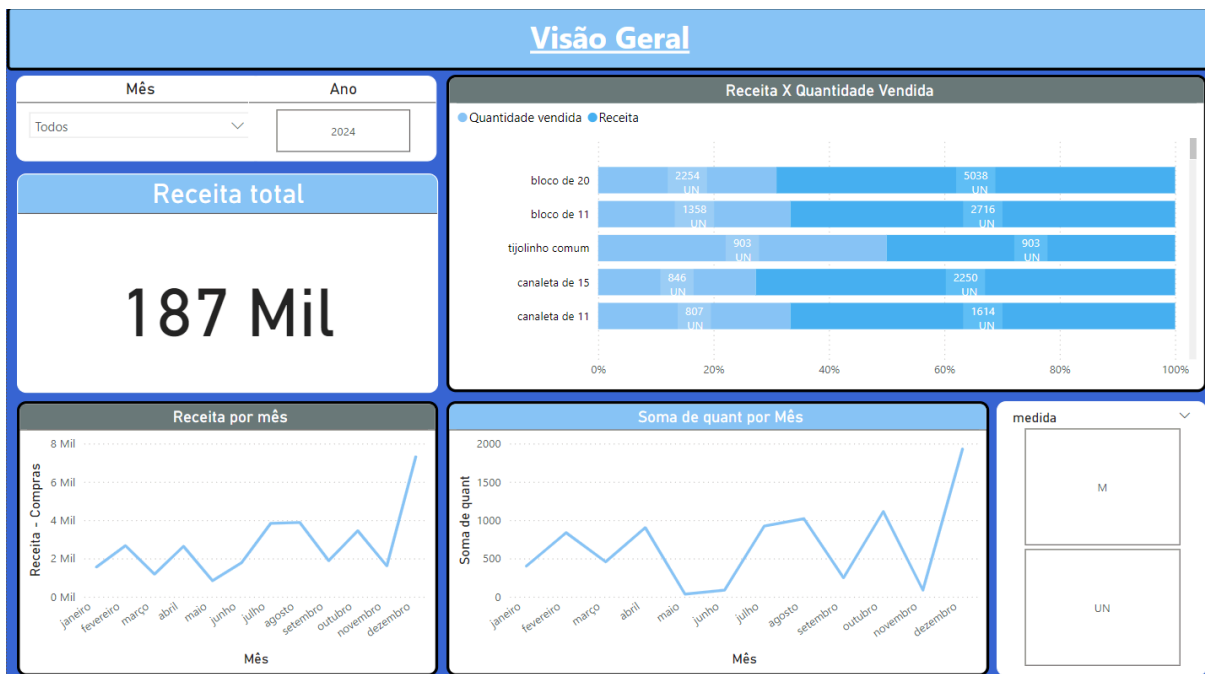 Visão Geral
Mês
Ano
Todos
2024
Receita total
187 Mil
Receita X Quantidade Vendida
Quantidade vendida
Receita
bloco de 20
2254
UN
5038
UN
bloco de 11
1358
UN
2716
UN
tijolinho comum
903
UN
903
UN
canaleta de 15
846
UN
2250
UN
canaleta de 11
807
UN
1614
UN
0%
20%
40%
60%
80%
100%
Receita por mês
Receita - Compras
8 Mil
6 Mil
4 Mil
2 Mil
0 Mil
janeiro
fevereiro
março
abril
maio
junho
julho
agosto
setembro
outubro
novembro
dezembro
Mês
Soma de quant por Mês
Soma de quant
2000
1500
1000
500
0
janeiro
fevereiro
março
abril
maio
junho
julho
agosto
setembro
outubro
novembro
dezembro
Mês
medida
M
UN